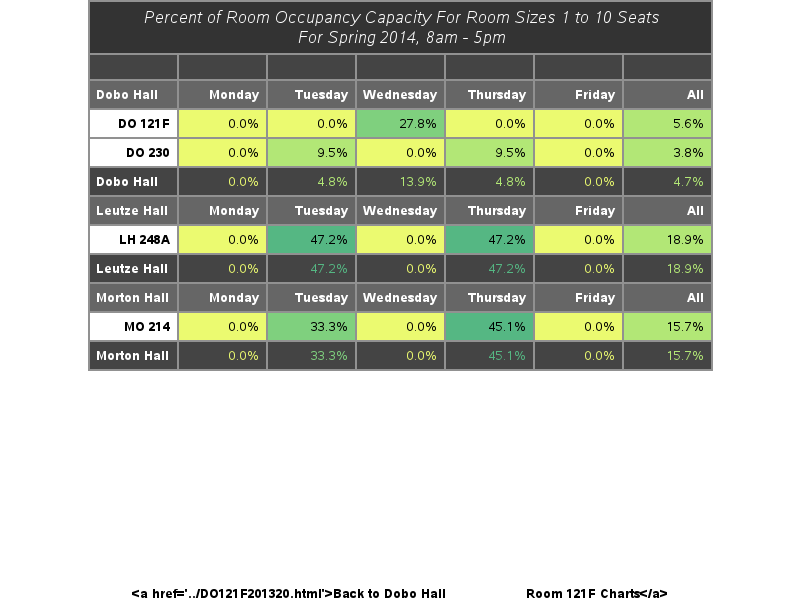 Percent of Room Occupancy Capacity For Room Sizes 1 to 10 Seats
For Spring 2014, 8am - 5pm
Dobo Hall Monday Tuesday Wednesday Thursday Friday All
DO 121F 0.0% 0.0% 27.8% 0.0% 0.0% 5.6%
DO 230 0.0% 9.5% 0.0% 9.5% 0.0% 3.8%
Dobo Hall 0.0% 4.8% 13.9% 4.8% 0.0% 4.7%
Leutze Hall Monday Tuesday Wednesday Thursday Friday All
LH 248A 0.0% 47.2% 0.0% 47.2% 0.0% 18.9%
Leutze Hall 0.0% 47.2% 0.0% 47.2% 0.0% 18.9%
Morton Hall Monday Tuesday Wednesday Thursday Friday All
MO 214 0.0% 33.3% 0.0% 45.1% 0.0% 15.7%
Morton Hall 0.0% 33.3% 0.0% 45.1% 0.0% 15.7%
<a href='../DO121F201320.html'>Back to Dobo Hall Room 121F Charts</a>